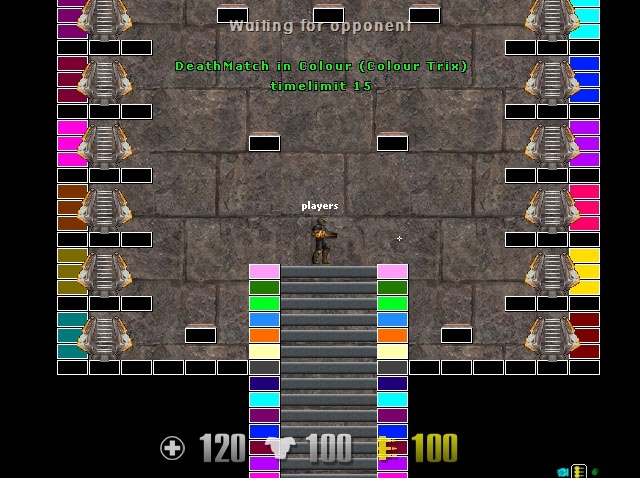 Waiting for opponent
DeathMatch in Colour (Colour Trix)
timelimit 15
players
120 100 100